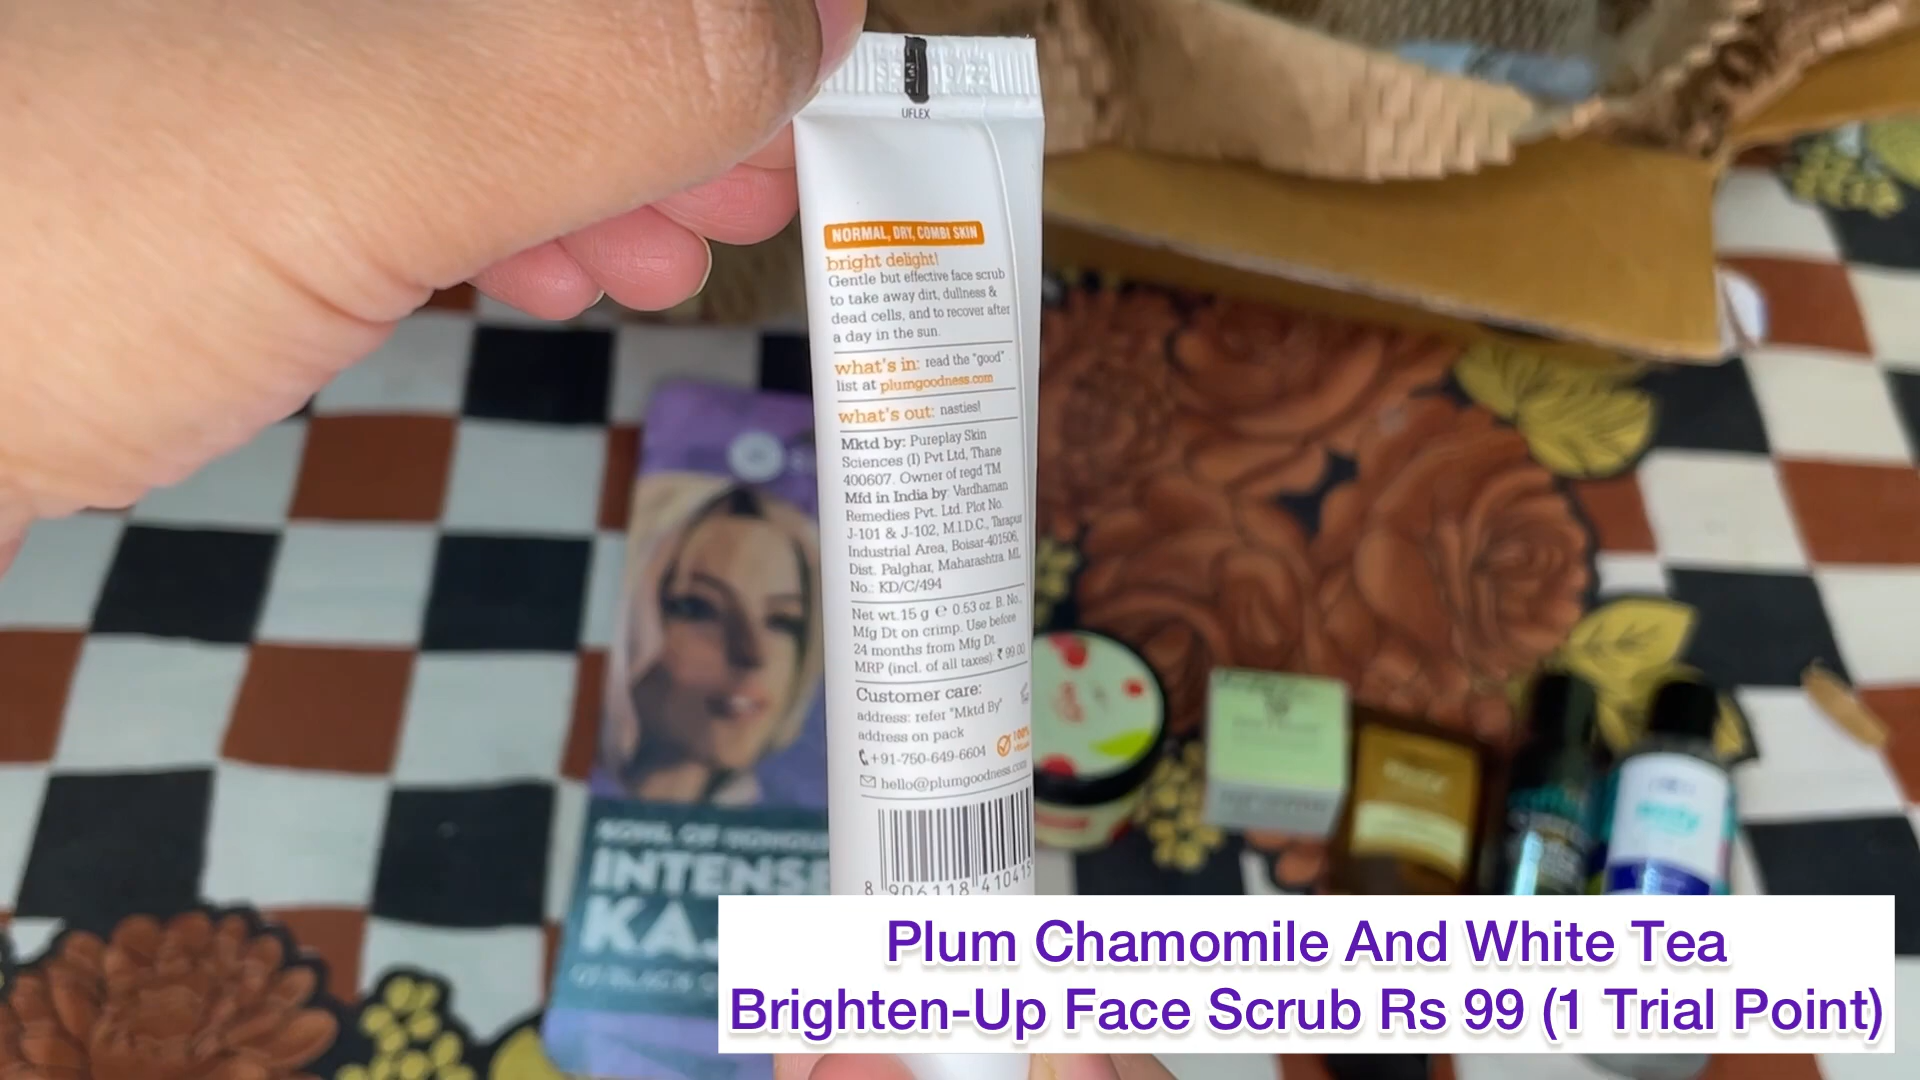 UFLEX
NORMAL, DRY, COMBI SKIN
bright delight!
Gentle but effective face scrub
to take away dirt, dullness &
dead cells, and to recover after
a day in the sun.
what's in: read the "good"
list at plumgoodness.com
what's out: nasties!
Mktd by: Pureplay Skin
Sciences (I) Pvt Ltd, Thane
400607. Owner of regd TM
Mfd in India by: Vardhaman
Remedies Pvt. Ltd. Plot No.
J-101 & J-102, M.I.D.C., Tarapur
Industrial Area, Boisar-401506,
Dist. Palghar, Maharashtra. ML
No.: KD/C/494
Net wt.15 g ℮ 0.53 oz. B. No.,
Mfg Dt on crimp. Use before
24 months from Mfg Dt.
MRP (incl. of all taxes): ₹ 99.00
Customer care:
address: refer "Mktd By"
address on pack
+91-750-649-6604
100%
hello@plumgoodness.com
8 906118 41041
INTENSE
Plum Chamomile And White Tea
Brighten-Up Face Scrub Rs 99 (1 Trial Point)